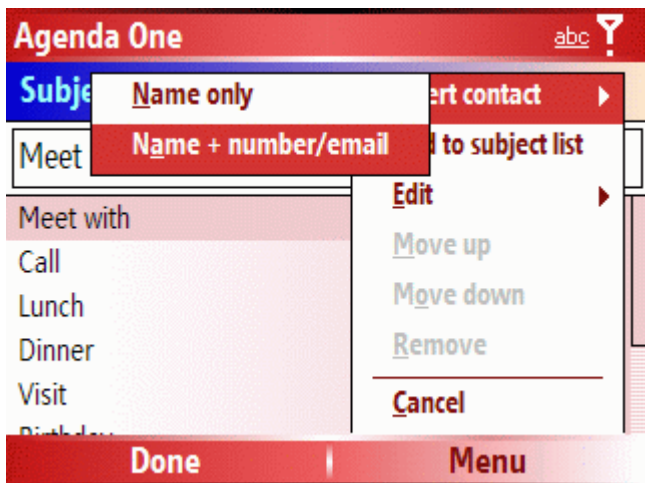 Agenda One abc
Subje
Name only
ert contact
Meet
Name + number/email
to subject list
Meet with
Edit
Call
Move up
Lunch
Move down
Dinner
Remove
Visit
Cancel
Birthday
Done Menu